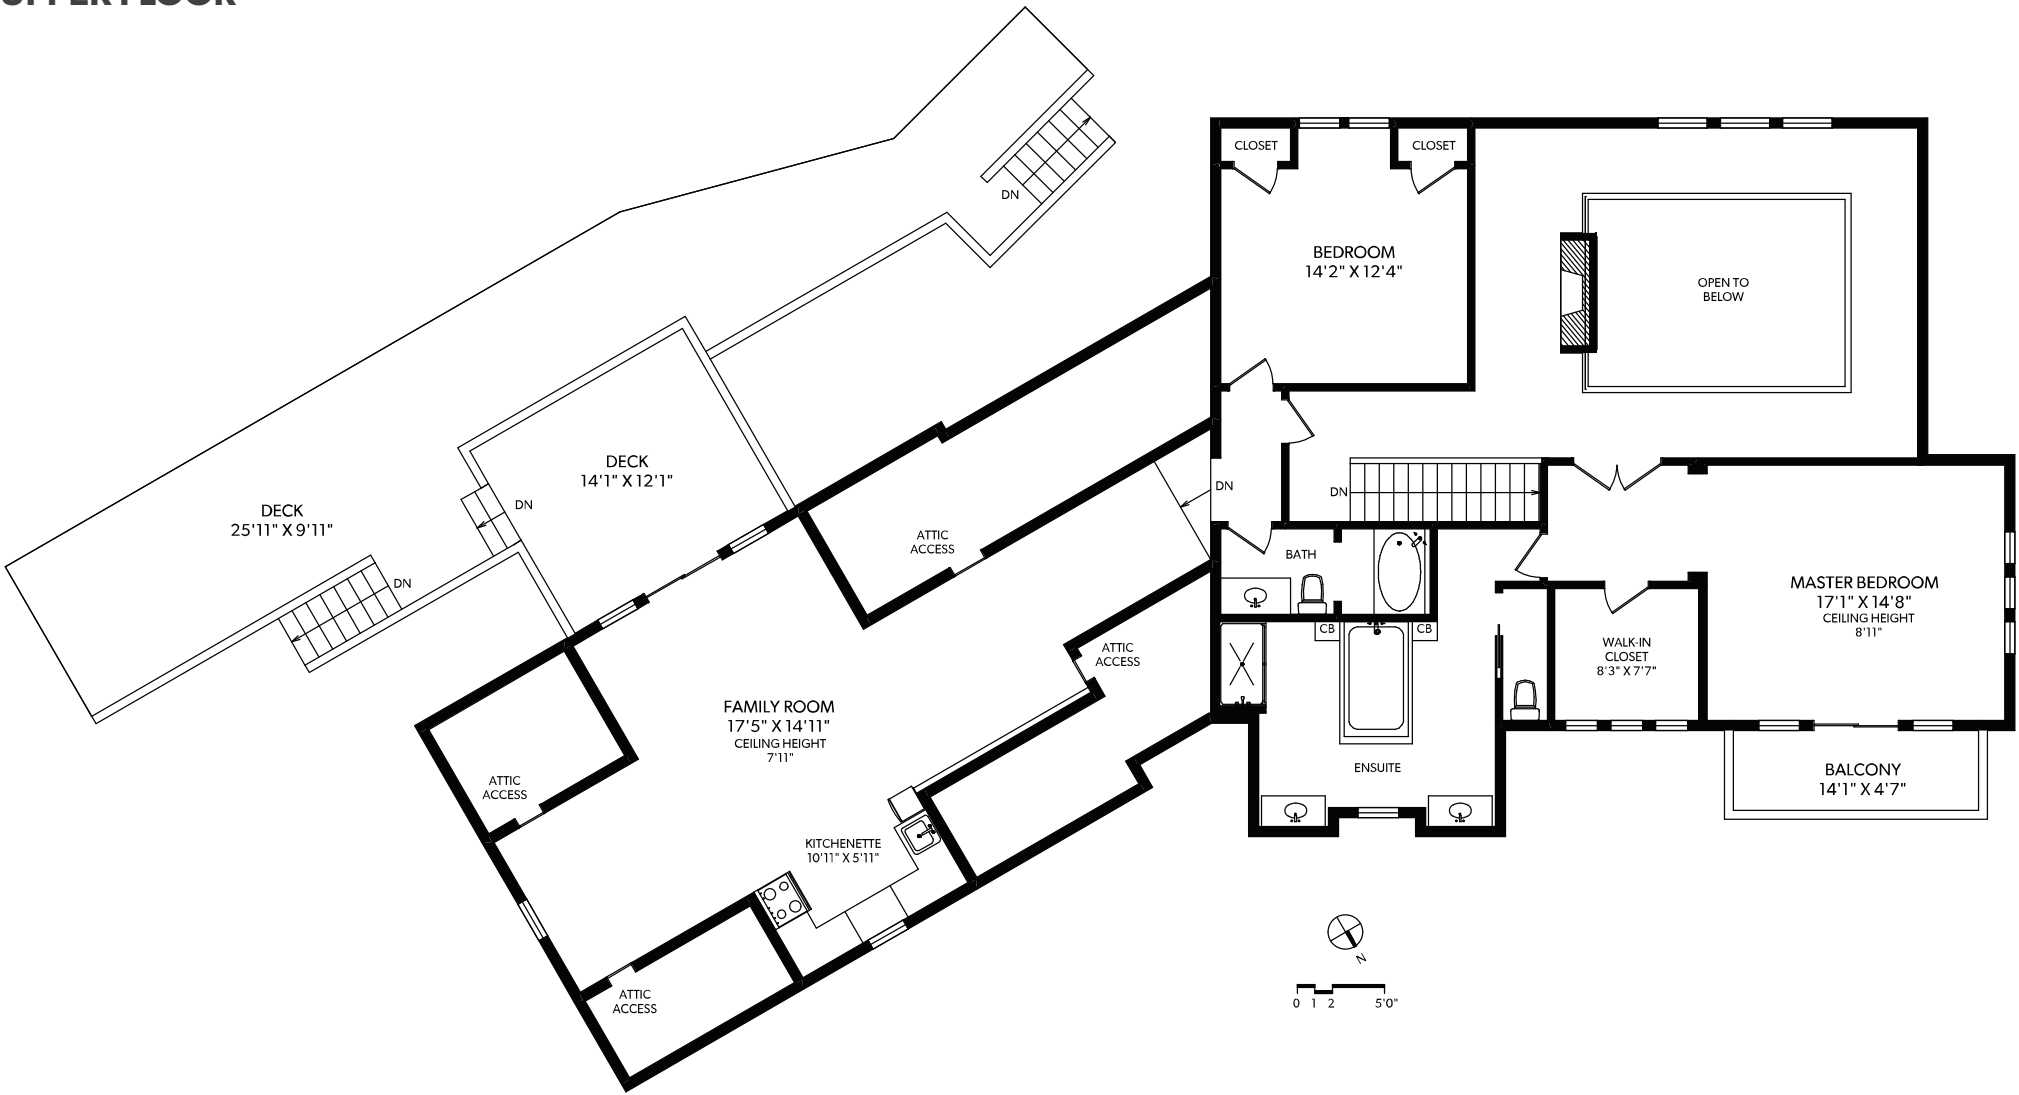 UPPER FLOOR
CLOSET
CLOSET
DN
BEDROOM
14'2" X 12'4"
OPEN TO
BELOW
DECK
14'1" X 12'1"
DN
DN
DN
DECK
25'11" X 9'11"
ATTIC
ACCESS
BATH
DN
MASTER BEDROOM
17'1" X 14'8"
CEILING HEIGHT
8'11"
CB
CB
WALK-IN
CLOSET
8'3" X 7'7"
ATTIC
ACCESS
FAMILY ROOM
17'5" X 14'11"
CEILING HEIGHT
7'11"
ENSUITE
BALCONY
14'1" X 4'7"
ATTIC
ACCESS
KITCHENETTE
10'11" X 5'11"
N
ATTIC
ACCESS
0 1 2 5'0"